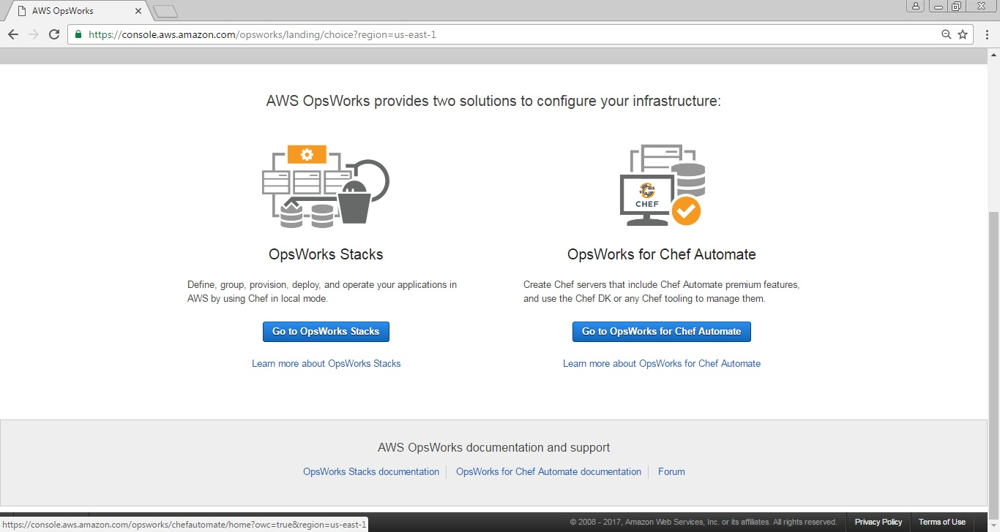 AWS OpsWorks
https://console.aws.amazon.com/opsworks/landing/choice?region=us-east-1
AWS OpsWorks provides two solutions to configure your infrastructure:
CHEF
OpsWorks Stacks
Define, group, provision, deploy, and operate your applications in
AWS by using Chef in local mode.
Go to OpsWorks Stacks
Learn more about OpsWorks Stacks
OpsWorks for Chef Automate
Create Chef servers that include Chef Automate premium features,
and use the Chef DK or any Chef tooling to manage them.
Go to OpsWorks for Chef Automate
Learn more about OpsWorks for Chef Automate
AWS OpsWorks documentation and support
OpsWorks Stacks documentation OpsWorks for Chef Automate documentation Forum
© 2008 - 2017, Amazon Web Services, Inc. or its affiliates. All rights reserved. Privacy Policy Terms of Use
https://console.aws.amazon.com/opsworks/chefautomate/home?owc=true&region=us-east-1